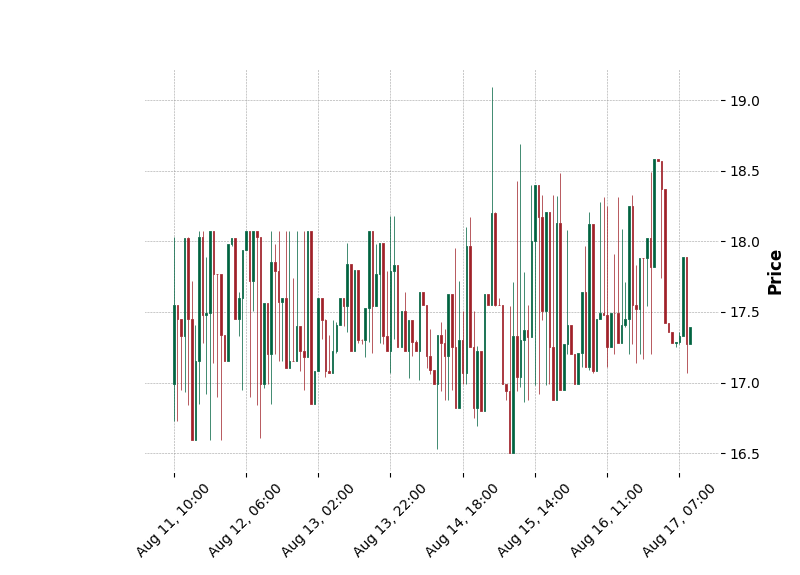 19.0
18.5
18.0
17.5
17.0
16.5
Price
Aug 11, 10:00
Aug 12, 06:00
Aug 13, 02:00
Aug 13, 22:00
Aug 14, 18:00
Aug 15, 14:00
Aug 16, 11:00
Aug 17, 07:00